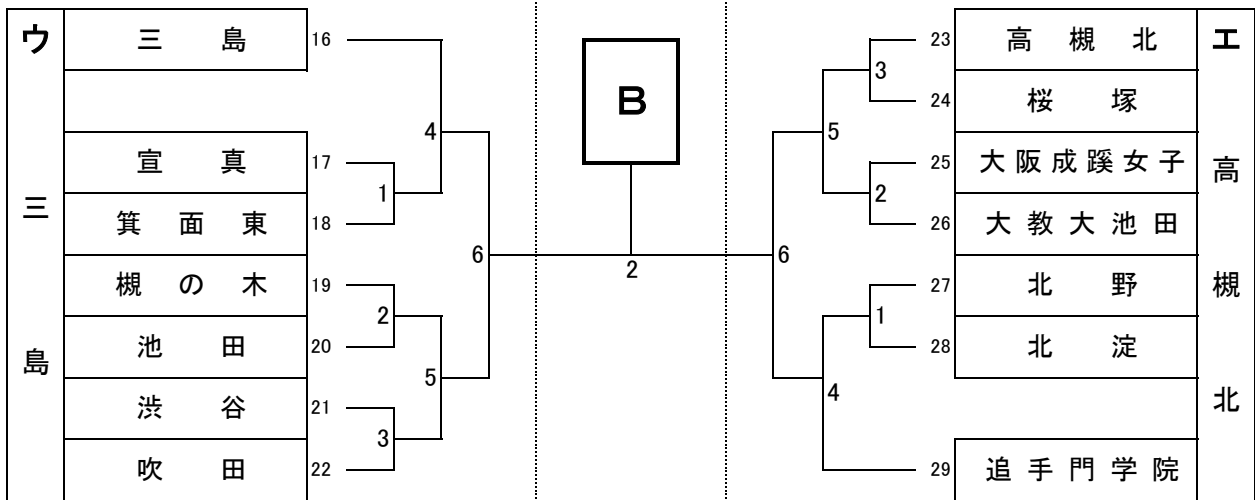 ウ 三島
三島 16
宣真 17
箕面東 18
槻の木 19
池田 20
渋谷 21
吹田 22
4
1
2
5
3
6
B
2
6
3
5
2
1
4
23 高槻北
24 桜塚
25 大阪成蹊女子
26 大教大池田
27 北野
28 北淀
29 追手門学院
エ 高槻北